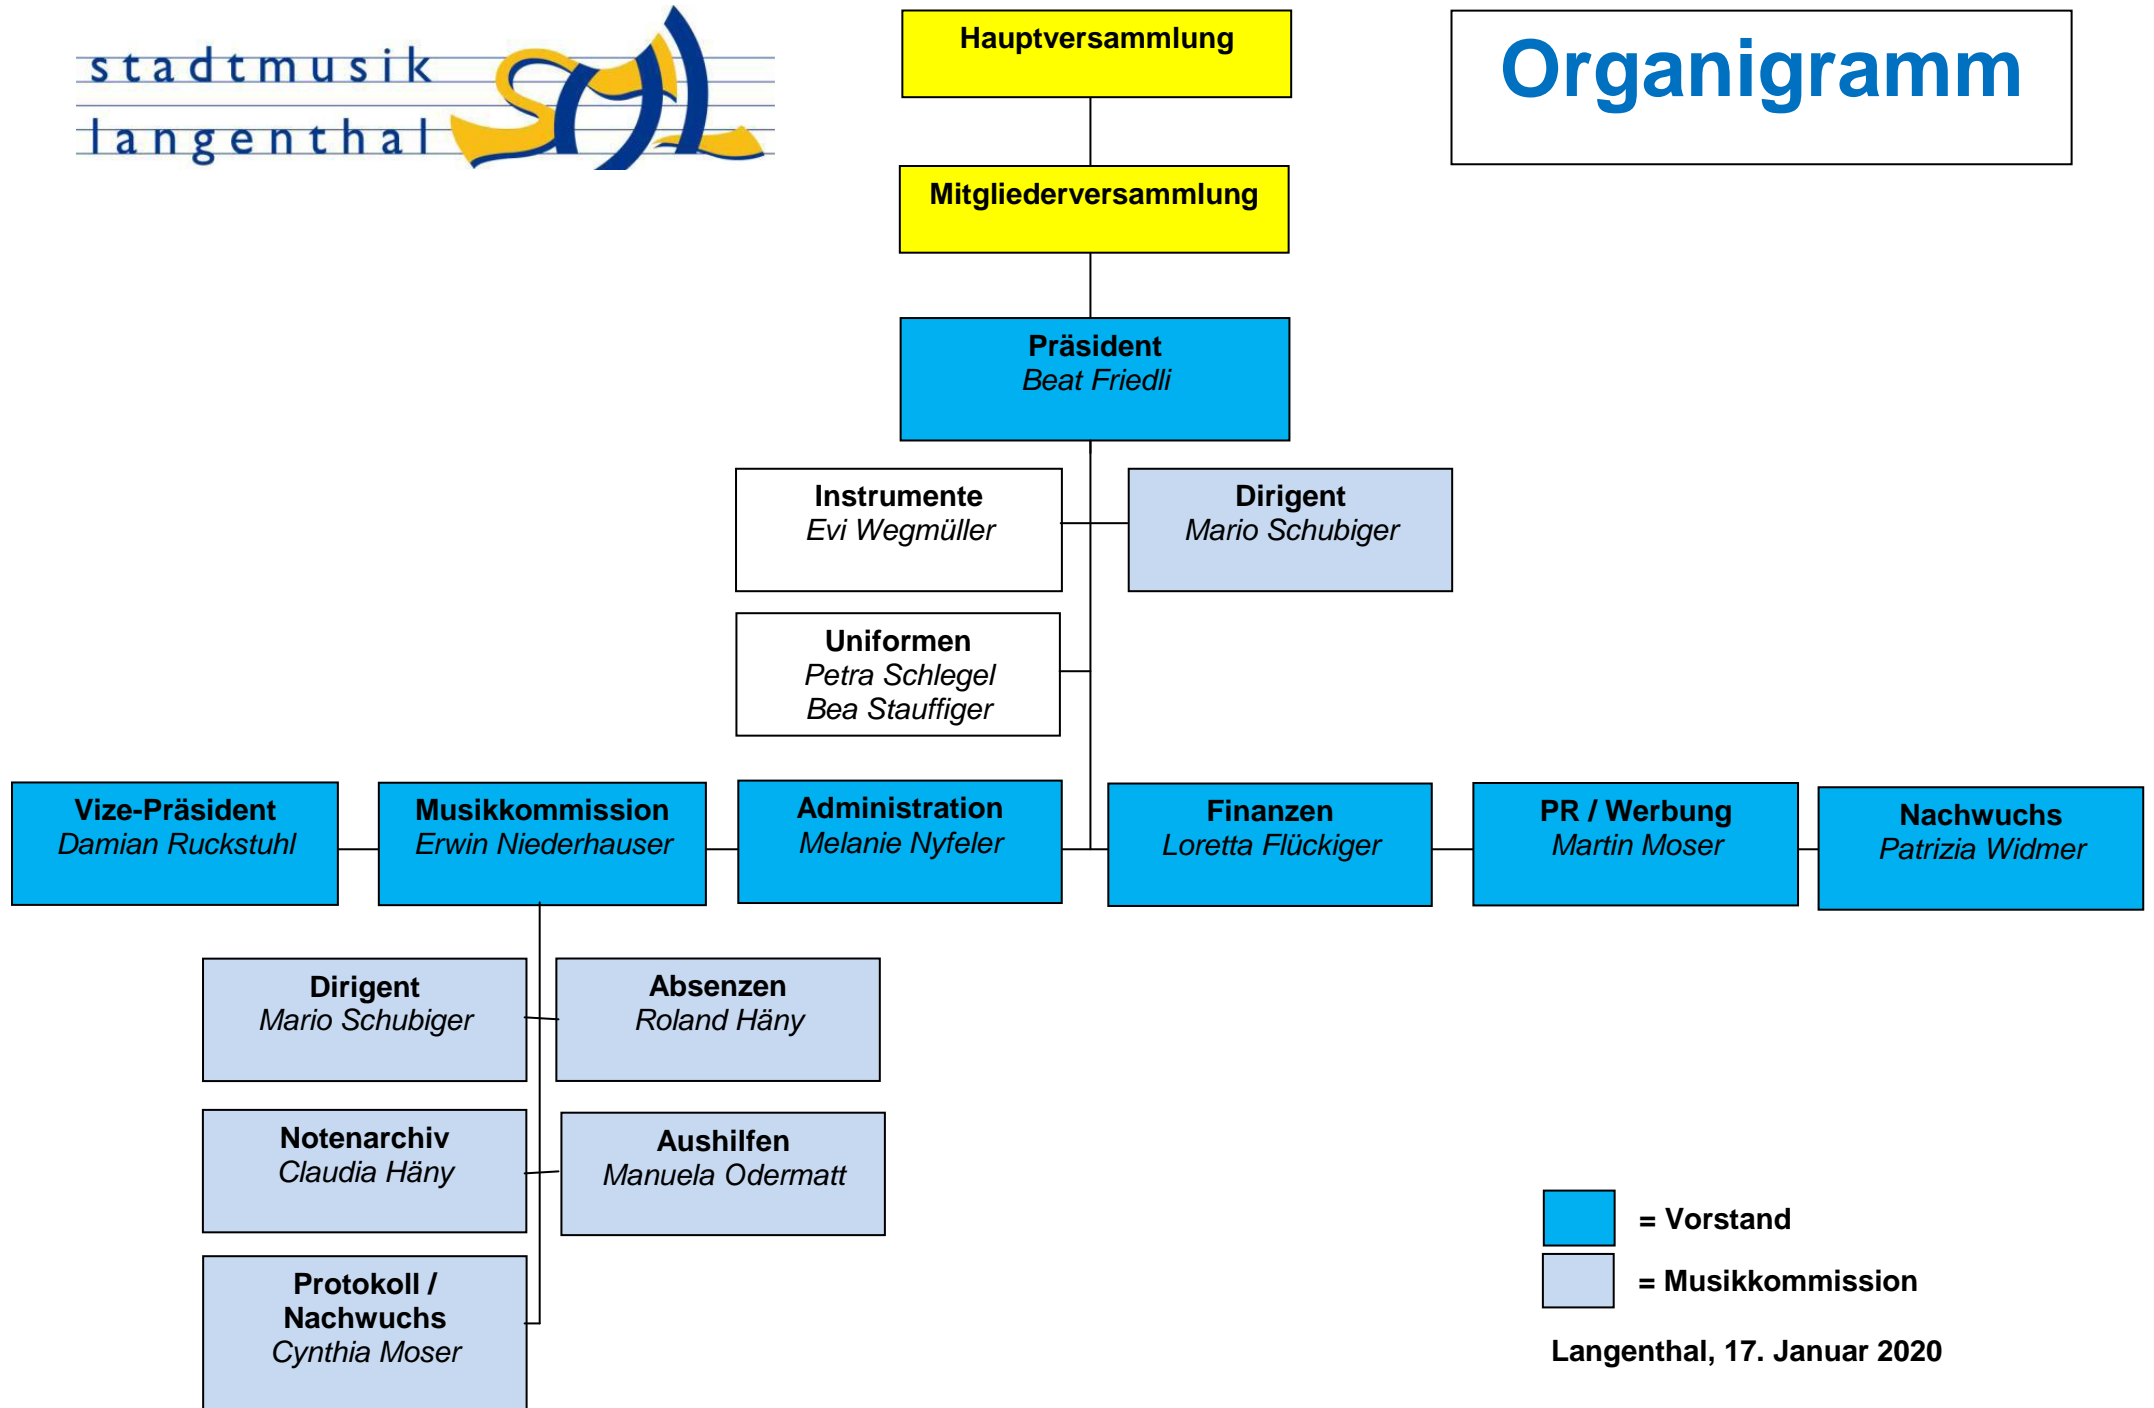 stadtmusik
langenthal
Hauptversammlung
Organigramm
Mitgliederversammlung
Präsident
Beat Friedli
Instrumente
Evi Wegmüller
Dirigent
Mario Schubiger
Uniformen
Petra Schlegel
Bea Stauffiger
Vize-Präsident
Damian Ruckstuhl
Musikkommission
Erwin Niederhauser
Administration
Melanie Nyfeler
Finanzen
Loretta Flückiger
PR / Werbung
Martin Moser
Nachwuchs
Patrizia Widmer
Dirigent
Mario Schubiger
Absenzen
Roland Häny
Notenarchiv
Claudia Häny
Aushilfen
Manuela Odermatt
Protokoll /
Nachwuchs
Cynthia Moser
= Vorstand
= Musikkommission
Langenthal, 17. Januar 2020